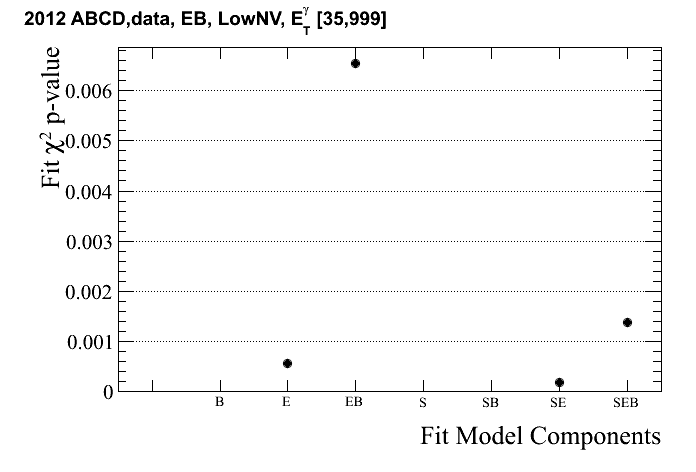 2012 ABCD,data, EB, LowNV, E_T^γ [35,999]
Fit χ² p-value
0.006
0.005
0.004
0.003
0.002
0.001
0
B E EB S SB SE SEB
Fit Model Components